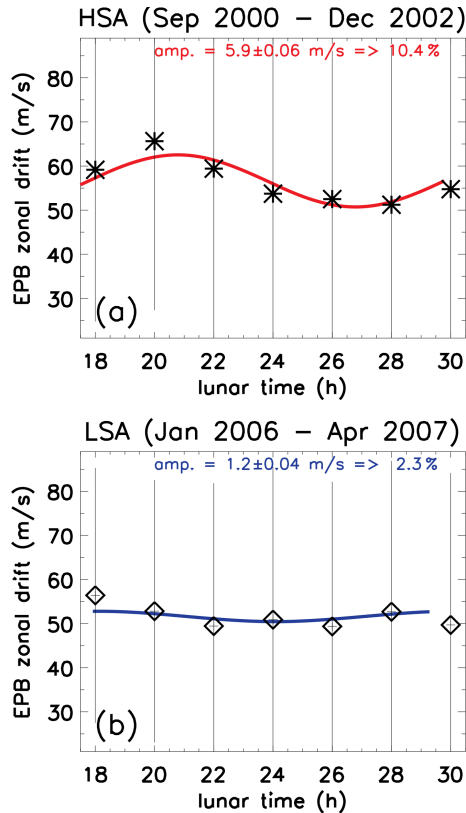 HSA (Sep 2000 – Dec 2002)
amp. = 5.9±0.06 m/s => 10.4%
80
70
60
50
40
30
EPB zonal drift (m/s)
(a)
18 20 22 24 26 28 30
lunar time (h)
LSA (Jan 2006 – Apr 2007)
amp. = 1.2±0.04 m/s => 2.3%
80
70
60
50
40
30
EPB zonal drift (m/s)
(b)
18 20 22 24 26 28 30
lunar time (h)